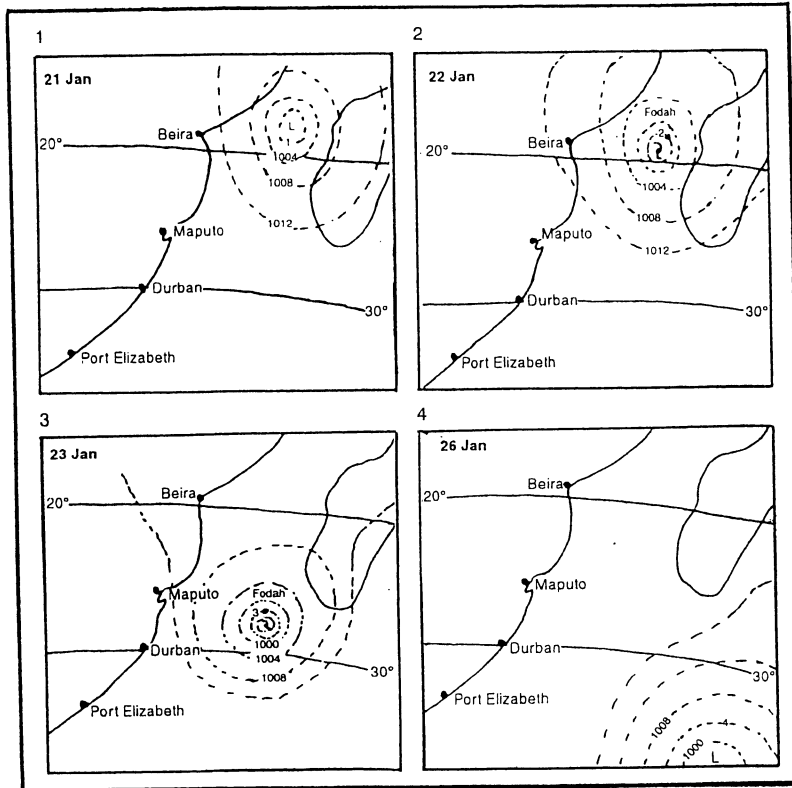 1
21 Jan
Beira
20°
L
1
1004
1008
1012
Maputo
Durban
30°
Port Elizabeth
2
22 Jan
Fodah
2
Beira
20°
1004
1008
Maputo
1012
Durban
30°
Port Elizabeth
3
23 Jan
Beira
20°
Maputo
Fodah
3
1000
Durban
1004
30°
1008
Port Elizabeth
4
26 Jan
Beira
20°
Maputo
Durban
30°
Port Elizabeth
1008
4
1000
L